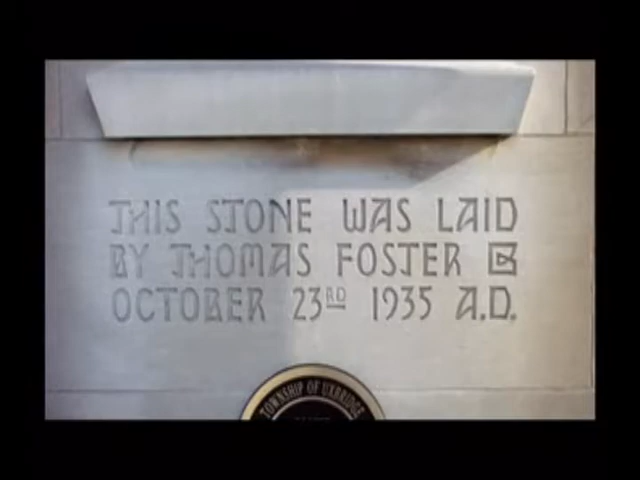 THIS STONE WAS LAID
BY THOMAS FOSTER
OCTOBER 23RD 1935 A.D.
TOWNSHIP OF UXBRIDGE